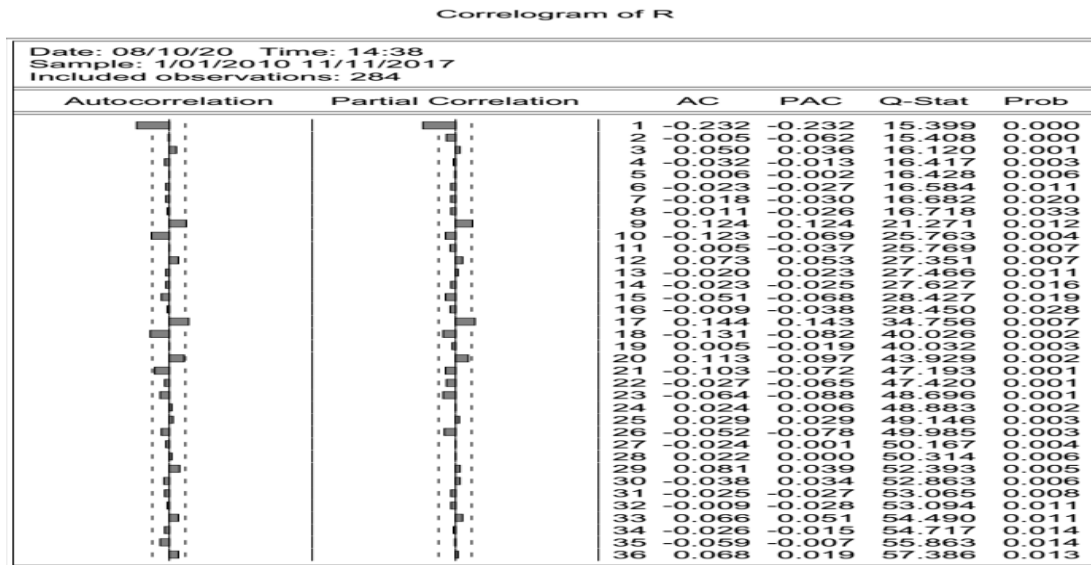 Correlogram of R
Date: 08/10/20 Time: 14:38
Sample: 1/01/2010 11/11/2017
Included observations: 284
Autocorrelation Partial Correlation AC PAC Q-Stat Prob
1 -0.232 -0.232 15.399 0.000
2 -0.005 -0.062 15.408 0.000
3 0.050 0.036 16.120 0.001
4 -0.032 -0.013 16.417 0.003
5 0.006 -0.002 16.428 0.006
6 -0.023 -0.027 16.584 0.011
7 -0.018 -0.030 16.682 0.020
8 -0.011 -0.026 16.718 0.033
9 0.124 0.124 21.271 0.012
10 -0.123 -0.069 25.763 0.004
11 0.005 -0.037 25.769 0.007
12 0.073 0.053 27.351 0.007
13 -0.020 0.023 27.466 0.011
14 -0.023 -0.025 27.627 0.016
15 -0.051 -0.068 28.427 0.019
16 -0.009 -0.038 28.450 0.028
17 0.144 0.143 34.756 0.007
18 -0.131 -0.082 40.026 0.002
19 0.005 -0.019 40.032 0.003
20 0.113 0.097 43.929 0.002
21 -0.103 -0.072 47.193 0.001
22 -0.027 -0.065 47.420 0.001
23 -0.064 -0.088 48.696 0.001
24 0.024 0.006 48.883 0.002
25 0.029 0.029 49.146 0.003
26 -0.052 -0.078 49.985 0.003
27 -0.024 0.001 50.167 0.004
28 0.022 0.000 50.314 0.006
29 0.081 0.039 52.393 0.005
30 -0.038 0.034 52.863 0.006
31 -0.025 -0.027 53.065 0.008
32 -0.009 -0.028 53.094 0.011
33 0.066 0.051 54.490 0.011
34 -0.026 -0.015 54.717 0.014
35 -0.059 -0.007 55.863 0.014
36 0.068 0.019 57.386 0.013